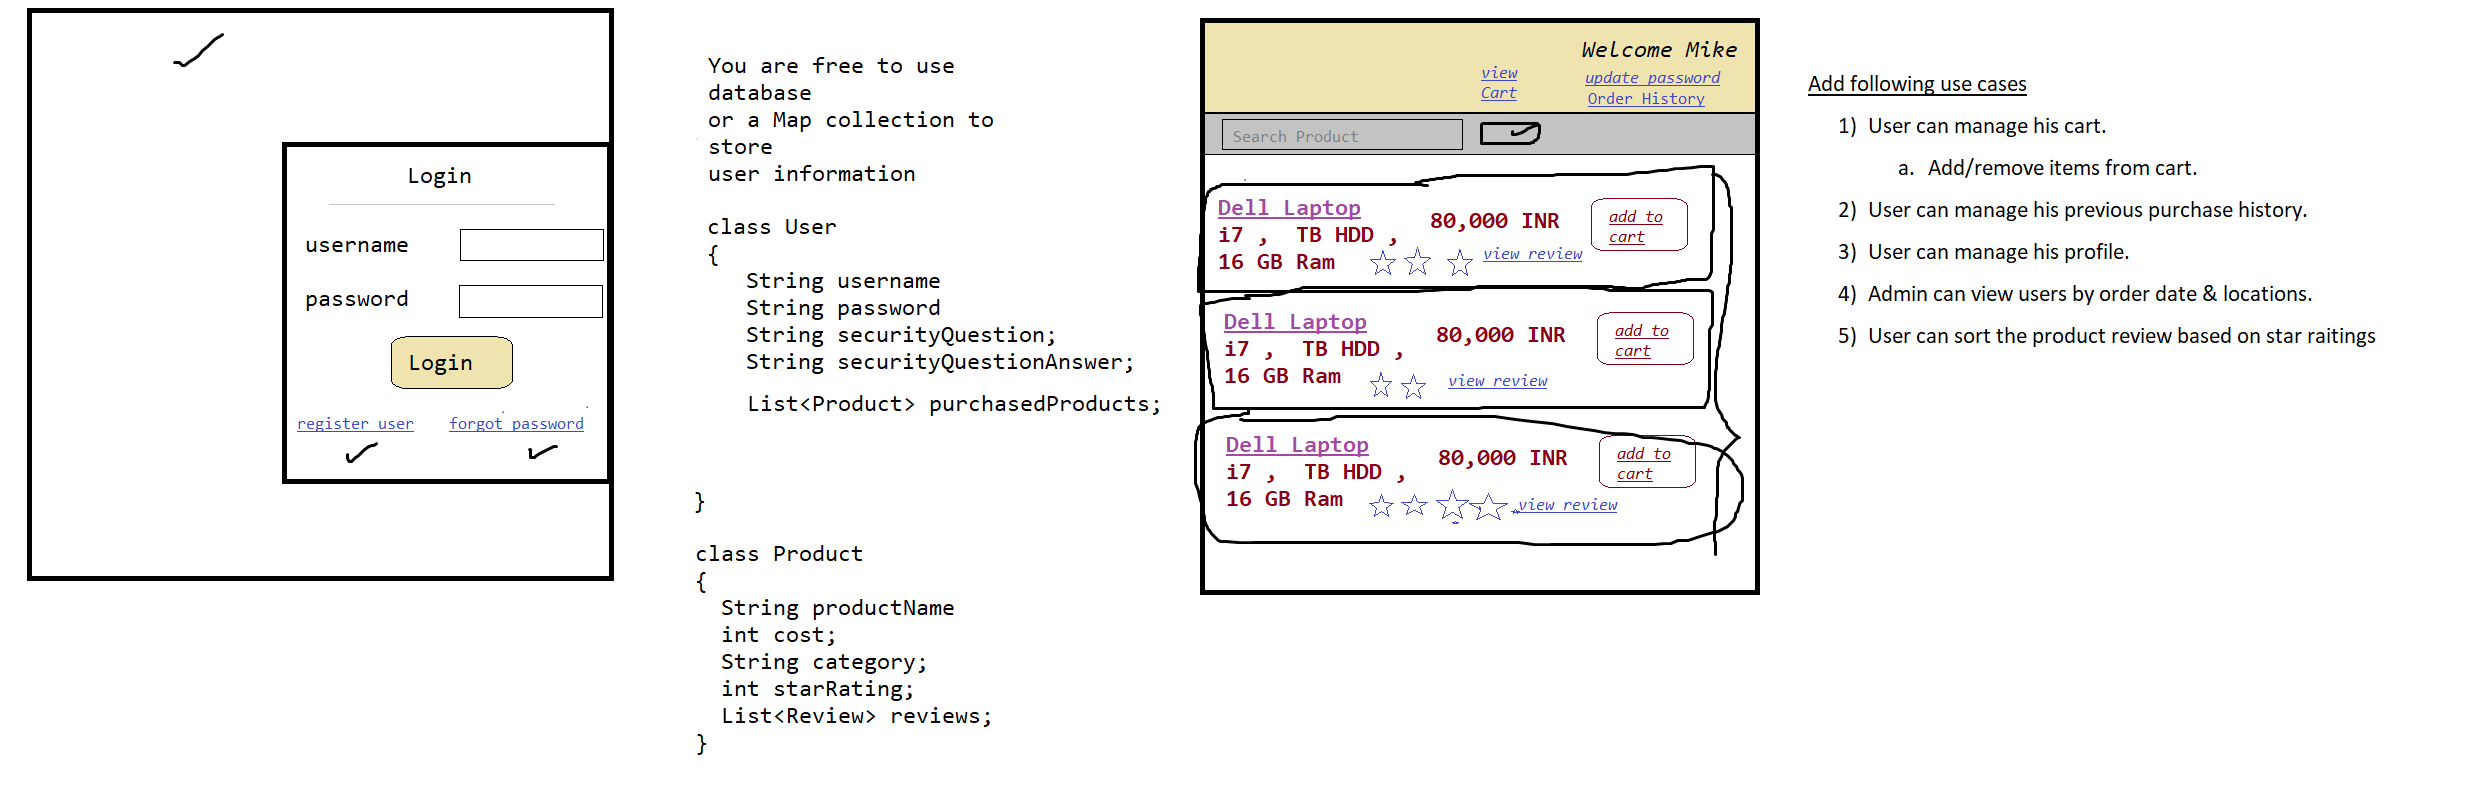 Login
username
password
Login
register user forgot password
You are free to use
database
or a Map collection to
store
user information
class User
{
String username
String password
String securityQuestion;
String securityQuestionAnswer;
List<Product> purchasedProducts;
}
class Product
{
String productName
int cost;
String category;
int starRating;
List<Review> reviews;
}
Welcome Mike
view
Cart
update password
Order History
Search Product
Dell Laptop
i7 , TB HDD ,
16 GB Ram
80,000 INR
view review
add to
cart
Dell Laptop
i7 , TB HDD ,
16 GB Ram
80,000 INR
view review
add to
cart
Dell Laptop
i7 , TB HDD ,
16 GB Ram
80,000 INR
view review
add to
cart
Add following use cases
1) User can manage his cart.
a. Add/remove items from cart.
2) User can manage his previous purchase history.
3) User can manage his profile.
4) Admin can view users by order date & locations.
5) User can sort the product review based on star raitings